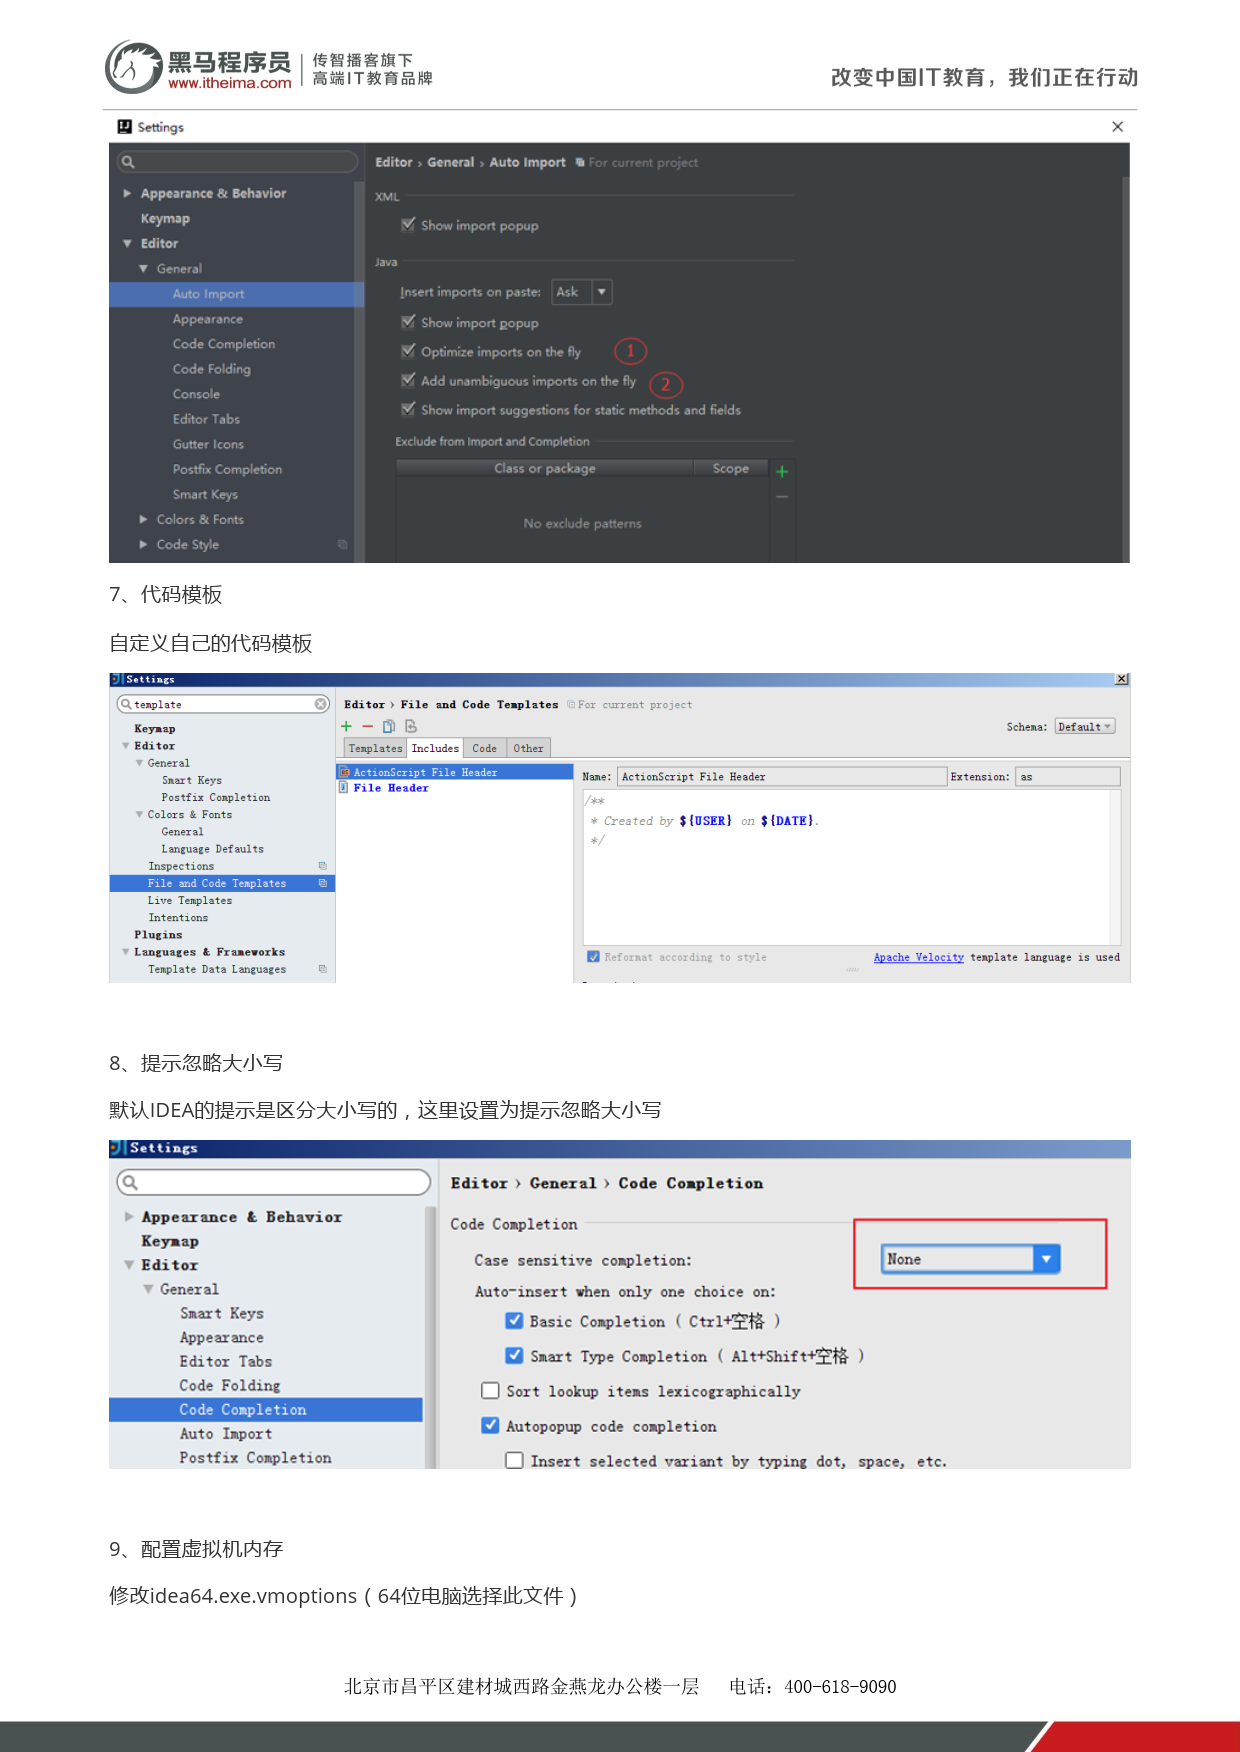 黑马程序员
www.itheima.com
传智播客旗下
高端IT教育品牌
改变中国IT教育，我们正在行动
Settings
Editor › General › Auto Import For current project
Appearance & Behavior
Keymap
Editor
General
Auto Import
Appearance
Code Completion
Code Folding
Console
Editor Tabs
Gutter Icons
Postfix Completion
Smart Keys
Colors & Fonts
Code Style
XML
Show import popup
Java
Insert imports on paste: Ask
Show import popup
Optimize imports on the fly 1
Add unambiguous imports on the fly 2
Show import suggestions for static methods and fields
Exclude from Import and Completion
Class or package Scope
No exclude patterns
7、代码模板
自定义自己的代码模板
Settings
template
Keymap
Editor
General
Smart Keys
Postfix Completion
Colors & Fonts
General
Language Defaults
Inspections
File and Code Templates
Live Templates
Intentions
Plugins
Languages & Frameworks
Template Data Languages
Editor › File and Code Templates For current project
Schema: Default
Templates Includes Code Other
ActionScript File Header
File Header
Name: ActionScript File Header Extension: as
/**
* Created by ${USER} on ${DATE}.
*/
Reformat according to style Apache Velocity template language is used
8、提示忽略大小写
默认IDEA的提示是区分大小写的，这里设置为提示忽略大小写
Settings
Appearance & Behavior
Keymap
Editor
General
Smart Keys
Appearance
Editor Tabs
Code Folding
Code Completion
Auto Import
Postfix Completion
Editor › General › Code Completion
Code Completion
Case sensitive completion: None
Auto-insert when only one choice on:
Basic Completion ( Ctrl+空格 )
Smart Type Completion ( Alt+Shift+空格 )
Sort lookup items lexicographically
Autopopup code completion
Insert selected variant by typing dot, space, etc.
9、配置虚拟机内存
修改idea64.exe.vmoptions（64位电脑选择此文件）
北京市昌平区建材城西路金燕龙办公楼一层 电话：400-618-9090